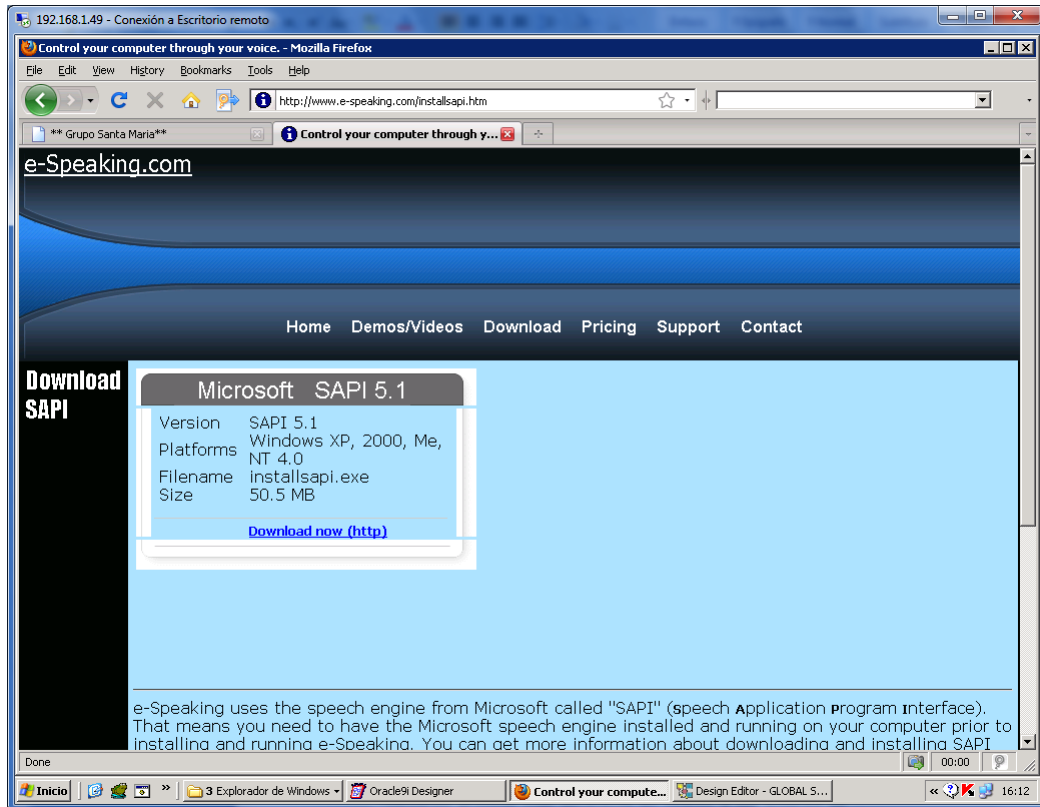 192.168.1.49 - Conexión a Escritorio remoto
Control your computer through your voice. - Mozilla Firefox
File Edit View History Bookmarks Tools Help
http://www.e-speaking.com/installsapi.htm
** Grupo Santa Maria** Control your computer through y...
e-Speaking.com
Home Demos/Videos Download Pricing Support Contact
Download
SAPI
Microsoft SAPI 5.1
Version SAPI 5.1
Platforms Windows XP, 2000, Me,
NT 4.0
Filename installsapi.exe
Size 50.5 MB
Download now (http)
e-Speaking uses the speech engine from Microsoft called "SAPI" (Speech Application Program Interface).
That means you need to have the Microsoft speech engine installed and running on your computer prior to
installing and running e-Speaking. You can get more information about downloading and installing SAPI
Done 00:00
Inicio » 3 Explorador de Windows Oracle9i Designer Control your compute... Design Editor - GLOBAL S... « 16:12